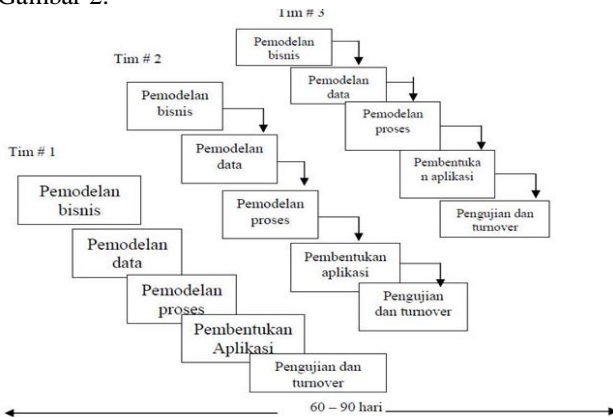 Gambar 2.
Tim # 3
Pemodelan
bisnis
Pemodelan
data
Pemodelan
proses
Pembentuka
n aplikasi
Pengujian dan
turnover
Tim # 2
Pemodelan
bisnis
Pemodelan
data
Pemodelan
proses
Pembentukan
aplikasi
Pengujian
dan turnover
Tim # 1
Pemodelan
bisnis
Pemodelan
data
Pemodelan
proses
Pembentukan
Aplikasi
Pengujian dan
turnover
60 – 90 hari